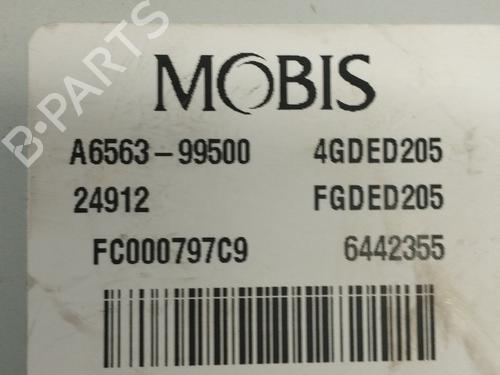 MOBIS
A6563-99500 4GDED205
24912 FGDED205
FC000797C9 6442355
B-PARTS